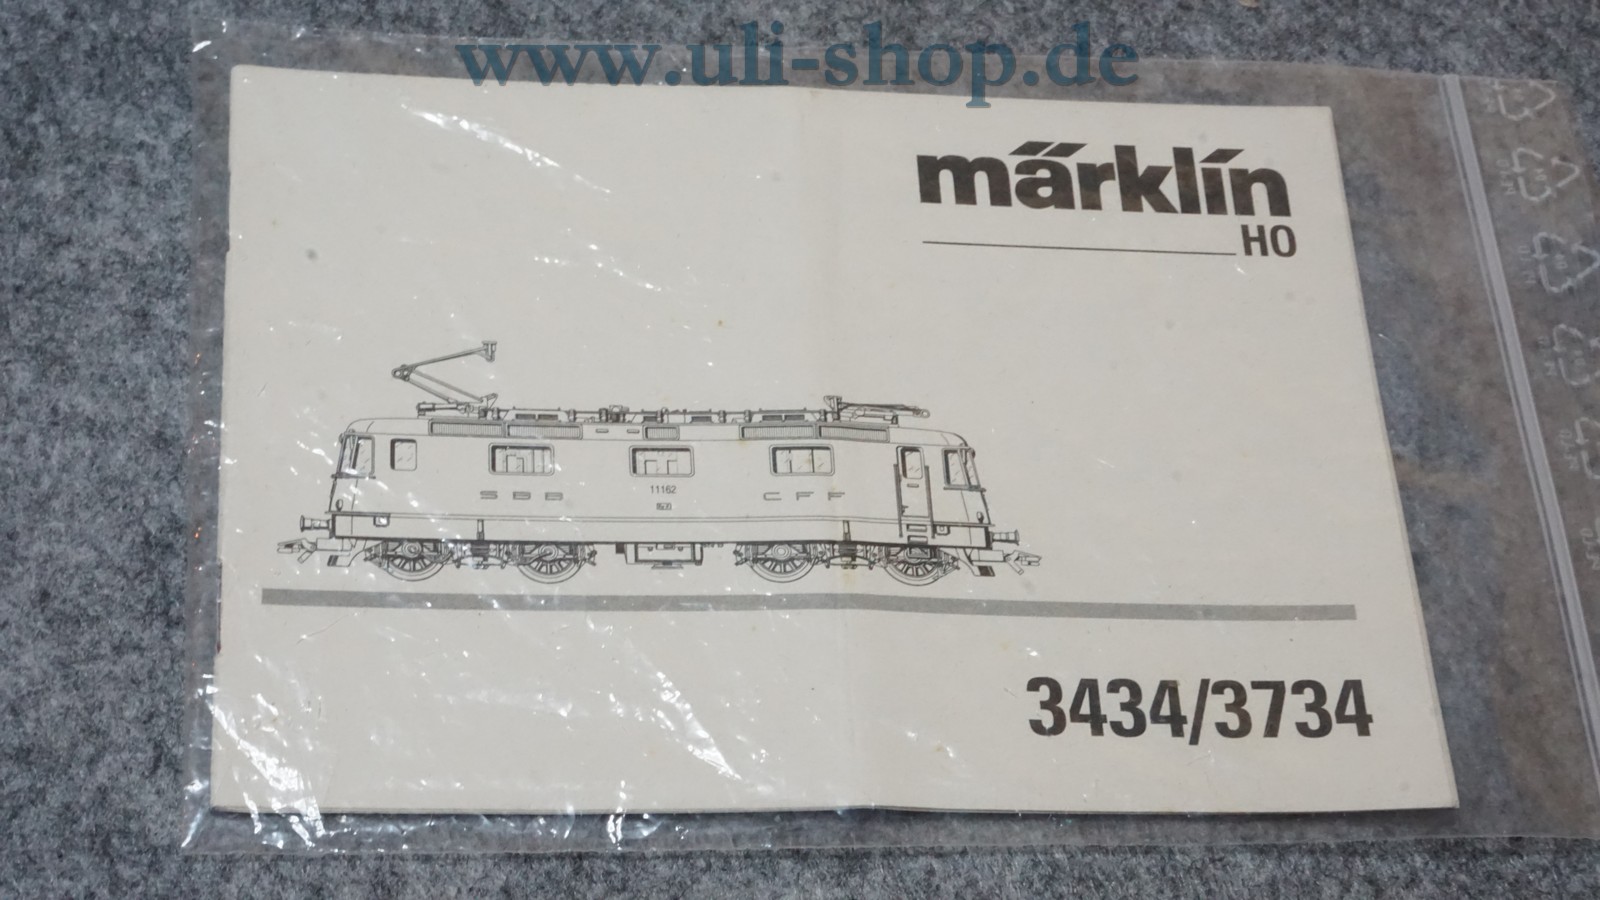 www.uli-shop.de
märklin
HO
SBB 11162 CFF
3434/3734